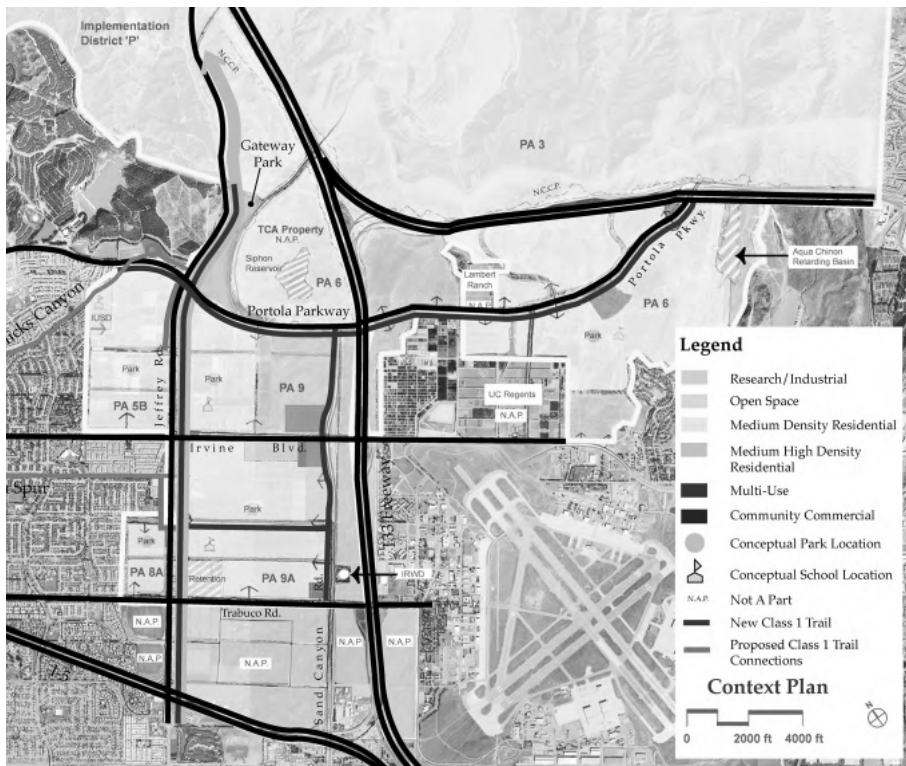 Implementation
District 'P'
N.C.C.P.
Gateway
Park
PA 3
N.C.C.P.
TCA Property
N.A.P.
Siphon
Reservoir
PA 6
Lambert
Ranch
N.A.P.
Portola
Pkwy.
PA 6
Aqua Chinon
Retarding Basin
icks Canyon
IUSD
Portola Parkway
Park
Park
Park
Jeffrey Rd.
PA 5B
PA 9
UC Regents
N.A.P.
Irvine Blvd.
Spur
Park
133 Freeway
Park
PA 8A
Retention
PA 9A
Rd.
IRWD
Trabuco Rd.
N.A.P.
N.A.P.
N.A.P.
N.A.P.
N.A.P.
I-5
Sand Canyon
Legend
Research/Industrial
Open Space
Medium Density Residential
Medium High Density
Residential
Multi-Use
Community Commercial
Conceptual Park Location
Conceptual School Location
N.A.P.
Not A Part
New Class 1 Trail
Proposed Class 1 Trail
Connections
Context Plan
N
0
2000 ft
4000 ft